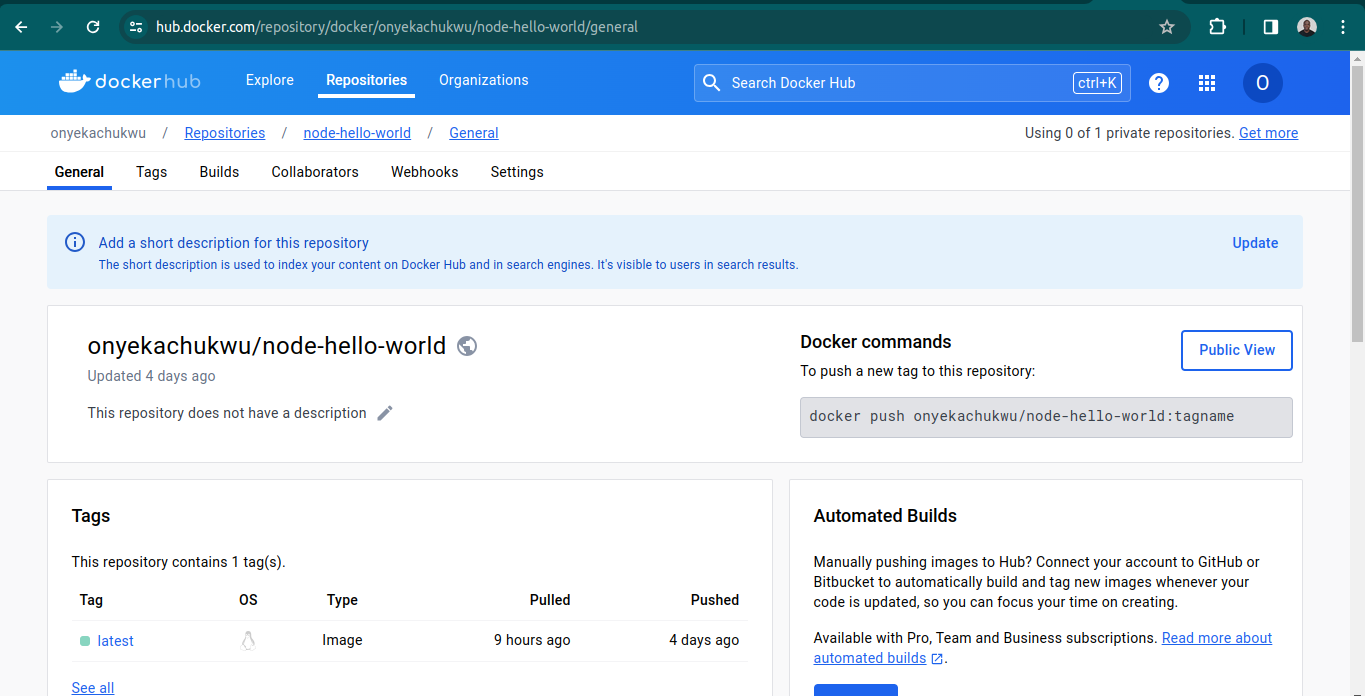 hub.docker.com/repository/docker/onyekachukwu/node-hello-world/general
dockerhub Explore Repositories Organizations Search Docker Hub ctrl+K ? O
onyekachukwu / Repositories / node-hello-world / General Using 0 of 1 private repositories. Get more
General Tags Builds Collaborators Webhooks Settings
Add a short description for this repository Update
The short description is used to index your content on Docker Hub and in search engines. It's visible to users in search results.
onyekachukwu/node-hello-world
Updated 4 days ago
This repository does not have a description
Docker commands Public View
To push a new tag to this repository:
docker push onyekachukwu/node-hello-world:tagname
Tags
This repository contains 1 tag(s).
Tag OS Type Pulled Pushed
latest Image 9 hours ago 4 days ago
See all
Automated Builds
Manually pushing images to Hub? Connect your account to GitHub or
Bitbucket to automatically build and tag new images whenever your
code is updated, so you can focus your time on creating.
Available with Pro, Team and Business subscriptions. Read more about
automated builds .